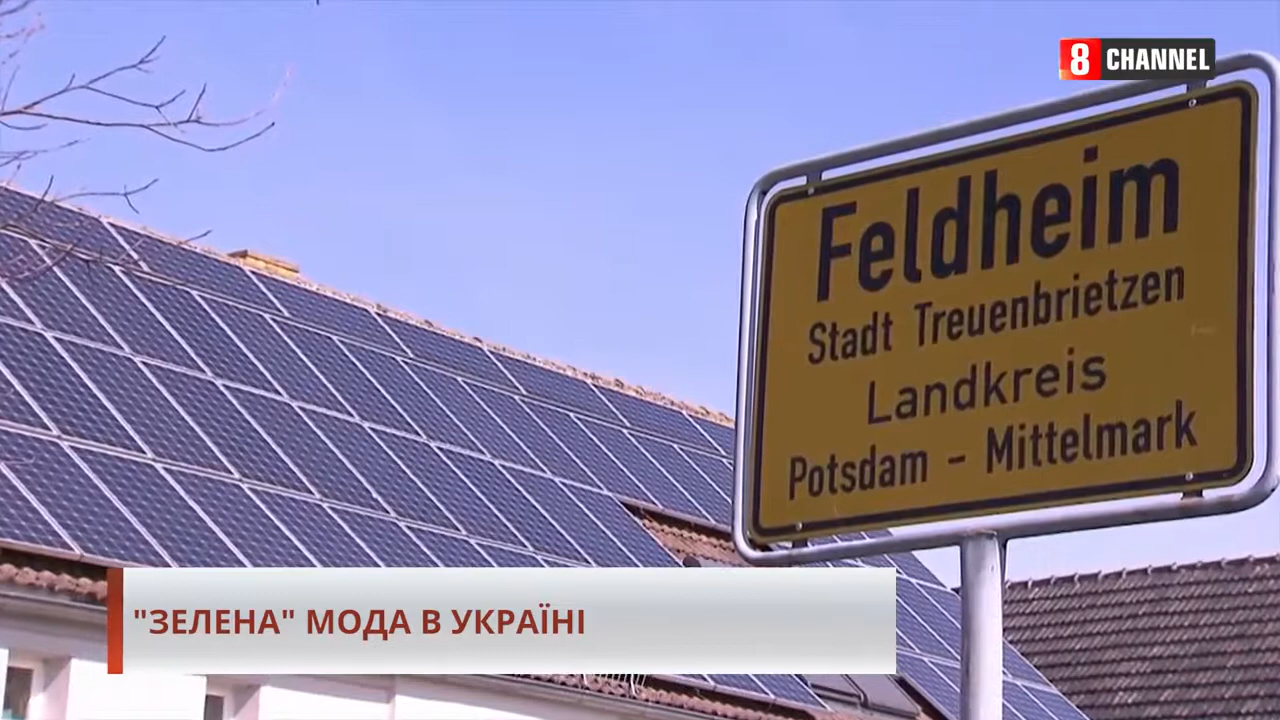 8 CHANNEL
Feldheim
Stadt Treuenbrietzen
Landkreis
Potsdam - Mittelmark
"ЗЕЛЕНА" МОДА В УКРАЇНІ